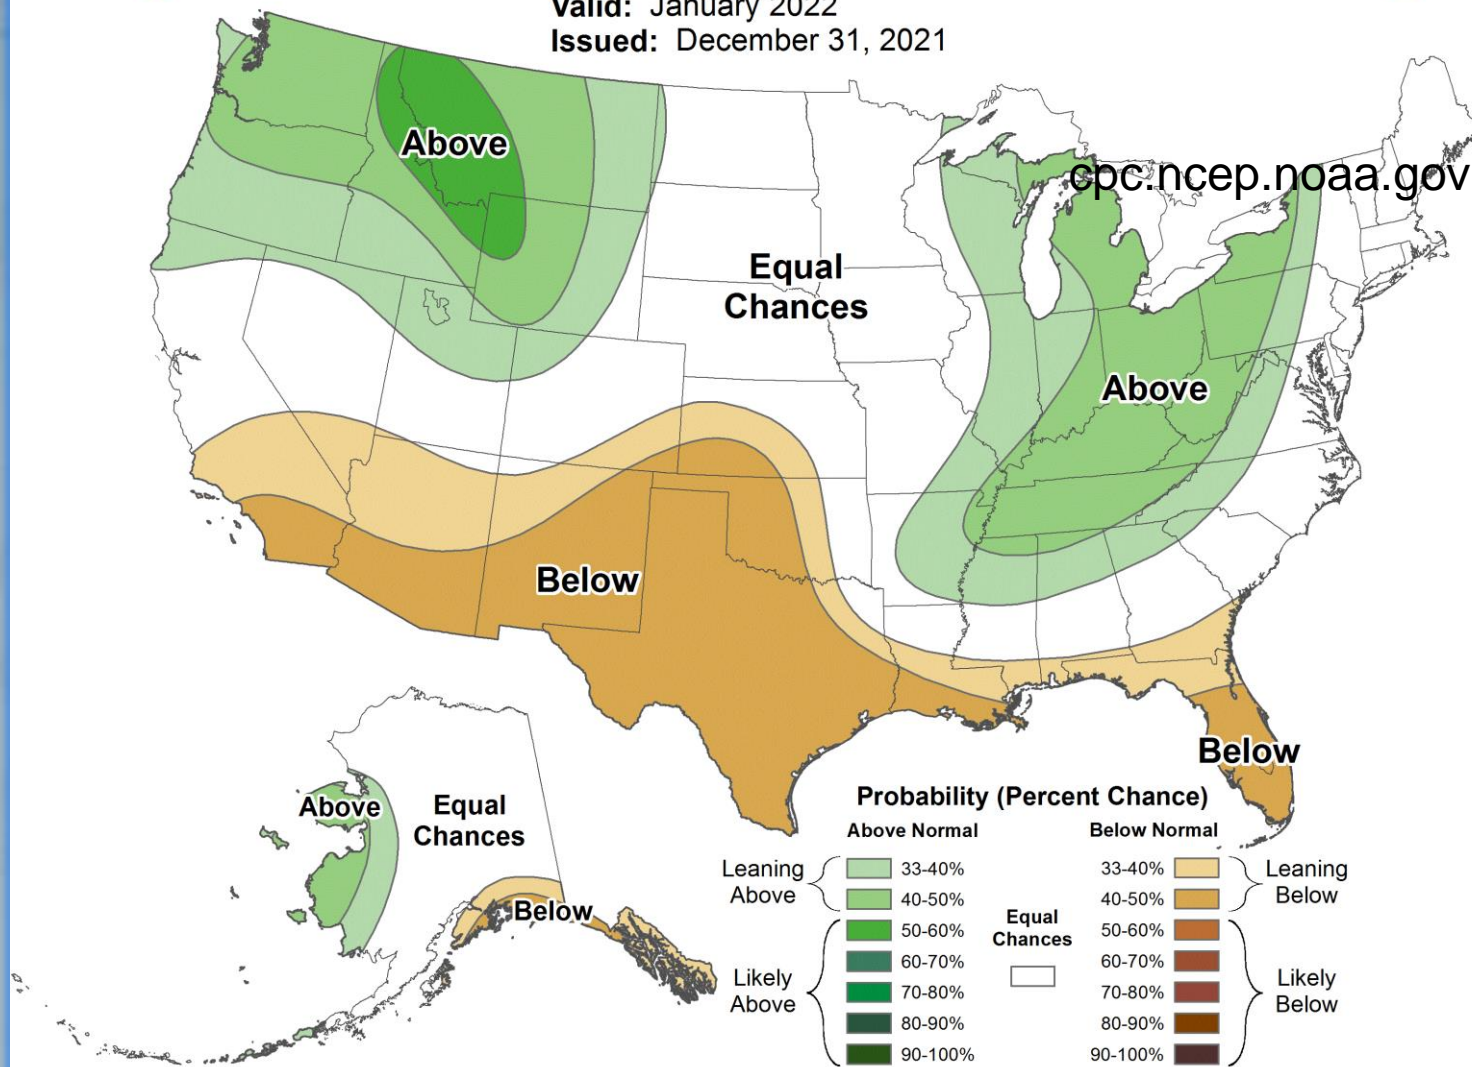 Valid: January 2022
Issued: December 31, 2021
Above
cpc.ncep.noaa.gov
Equal
Chances
Above
Below
Below
Above
Equal
Chances
Below
Probability (Percent Chance)
Above Normal
Below Normal
Leaning
Above
33-40%
40-50%
50-60%
60-70%
70-80%
80-90%
90-100%
Likely
Above
Equal
Chances
33-40%
40-50%
50-60%
60-70%
70-80%
80-90%
90-100%
Leaning
Below
Likely
Below